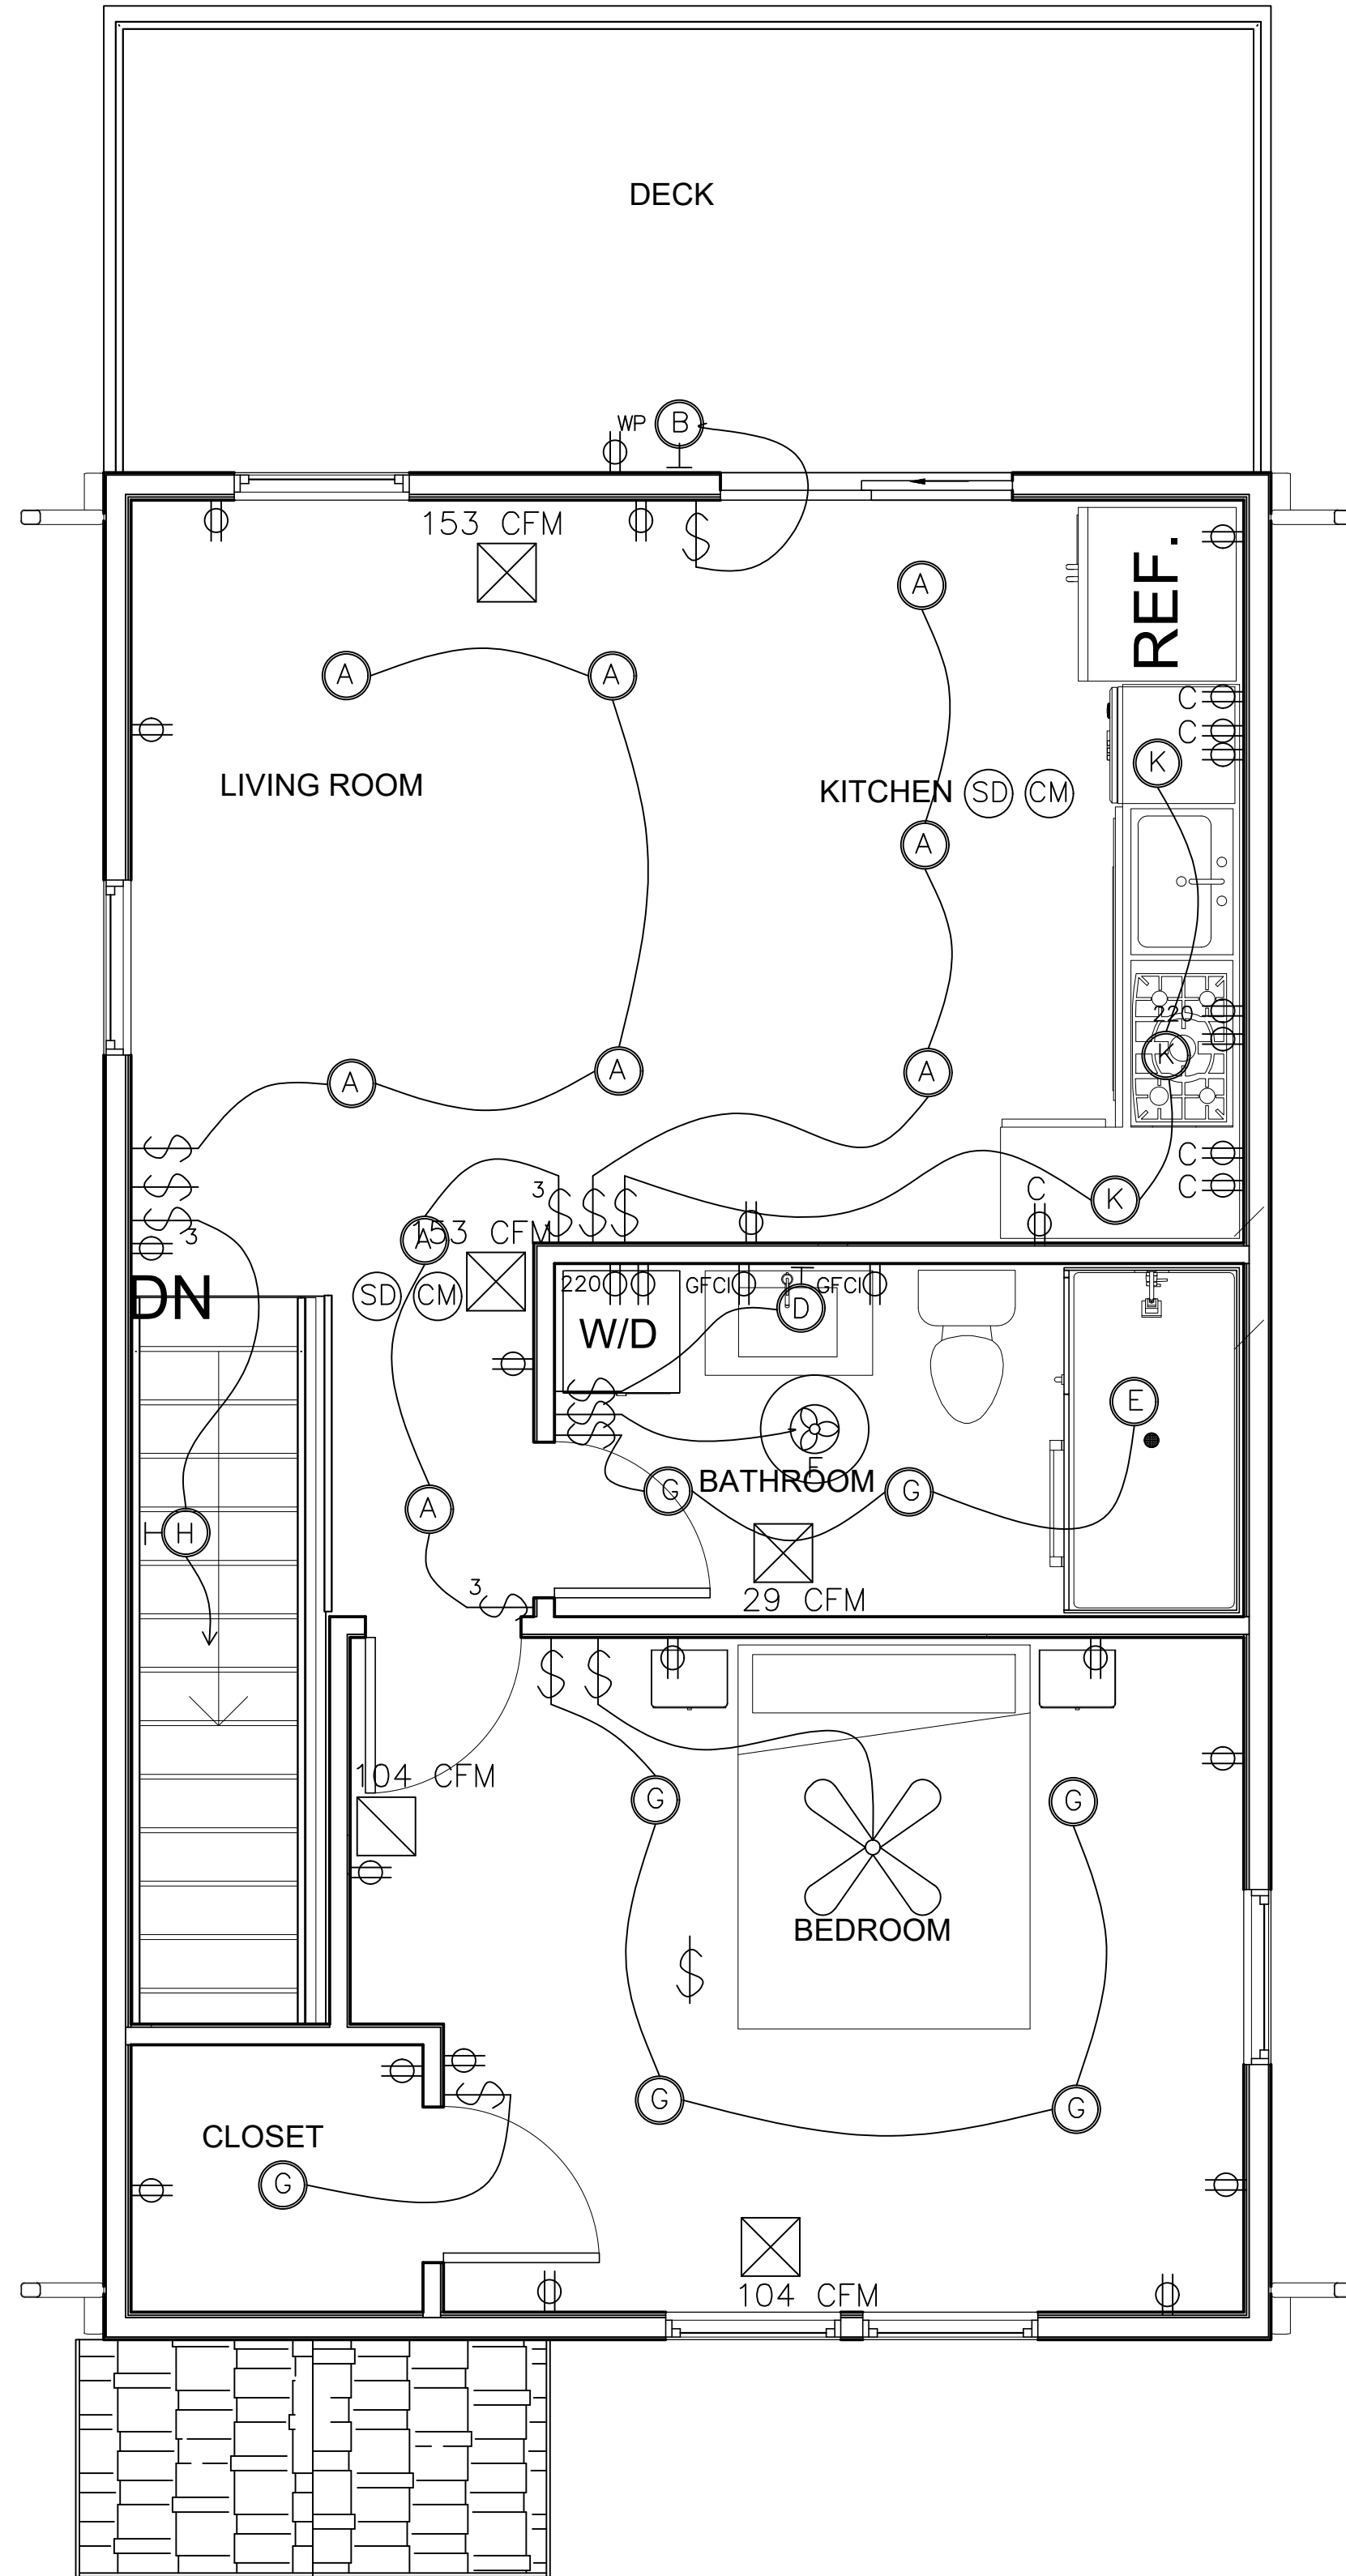 DECK
WP B
153 CFM
REF.
A
A A
C
C
K
LIVING ROOM
KITCHEN SD CM
A
220
K
A A A
C
3
C
C
K
3
A
153 CFM
DN
SD CM
220 GFCI GFCI
D
W/D
E
F
BATHROOM
G G
A
H
3
29 CFM
104 CFM
G G
BEDROOM
G G
CLOSET
G
104 CFM